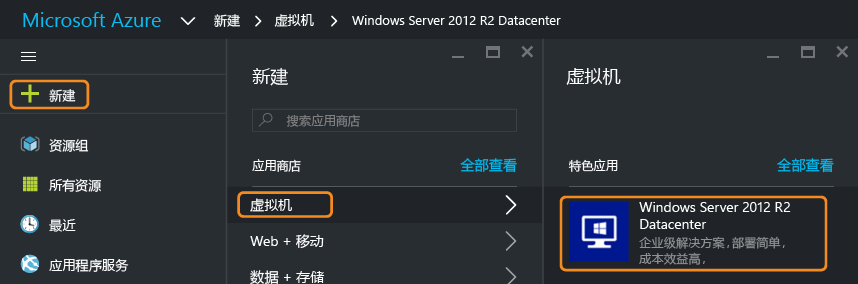 Microsoft Azure 新建 虚拟机 Windows Server 2012 R2 Datacenter
新建
资源组
所有资源
最近
应用程序服务
新建
搜索应用商店
应用商店 全部查看
虚拟机
Web + 移动
数据 + 存储
虚拟机
特色应用 全部查看
Windows Server 2012 R2
Datacenter
企业级解决方案,部署简单,
成本效益高,